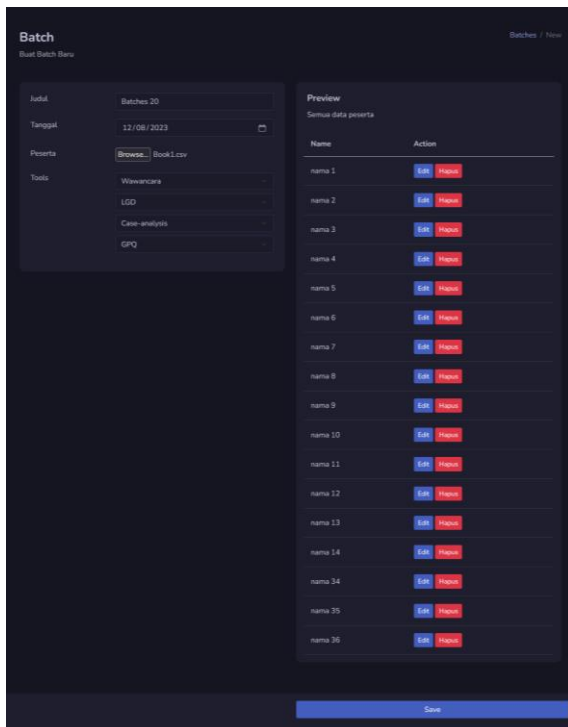 Batch
Buat Batch Baru
Batches / New
Judul
Batches 20
Tanggal
12/08/2023
Peserta
Browse... Book1.csv
Tools
Wawancara
LGD
Case-analysis
GPQ
Preview
Semua data peserta
Name Action
nama 1 Edit Hapus
nama 2 Edit Hapus
nama 3 Edit Hapus
nama 4 Edit Hapus
nama 5 Edit Hapus
nama 6 Edit Hapus
nama 7 Edit Hapus
nama 8 Edit Hapus
nama 9 Edit Hapus
nama 10 Edit Hapus
nama 11 Edit Hapus
nama 12 Edit Hapus
nama 13 Edit Hapus
nama 14 Edit Hapus
nama 34 Edit Hapus
nama 35 Edit Hapus
nama 36 Edit Hapus
Save